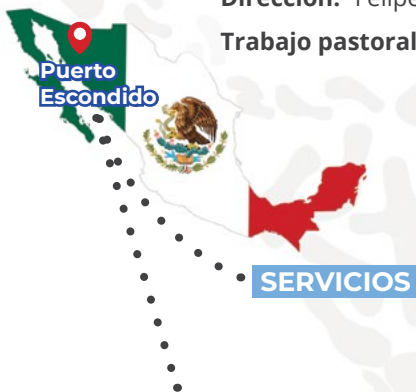 Dirección: Felipe
Trabajo pastoral
Puerto
Escondido
SERVICIOS